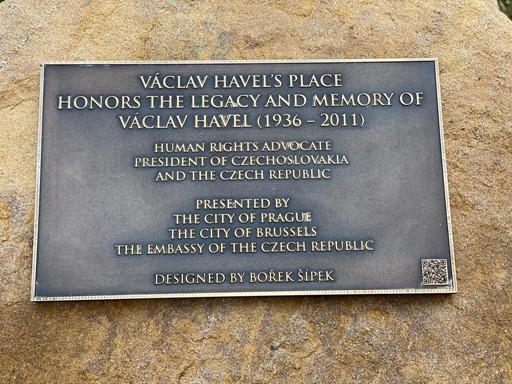 VÁCLAV HAVEL'S PLACE
HONORS THE LEGACY AND MEMORY OF
VÁCLAV HAVEL (1936 – 2011)
HUMAN RIGHTS ADVOCATE
PRESIDENT OF CZECHOSLOVAKIA
AND THE CZECH REPUBLIC
PRESENTED BY
THE CITY OF PRAGUE
THE CITY OF BRUSSELS
THE EMBASSY OF THE CZECH REPUBLIC
DESIGNED BY BOŘEK ŠÍPEK